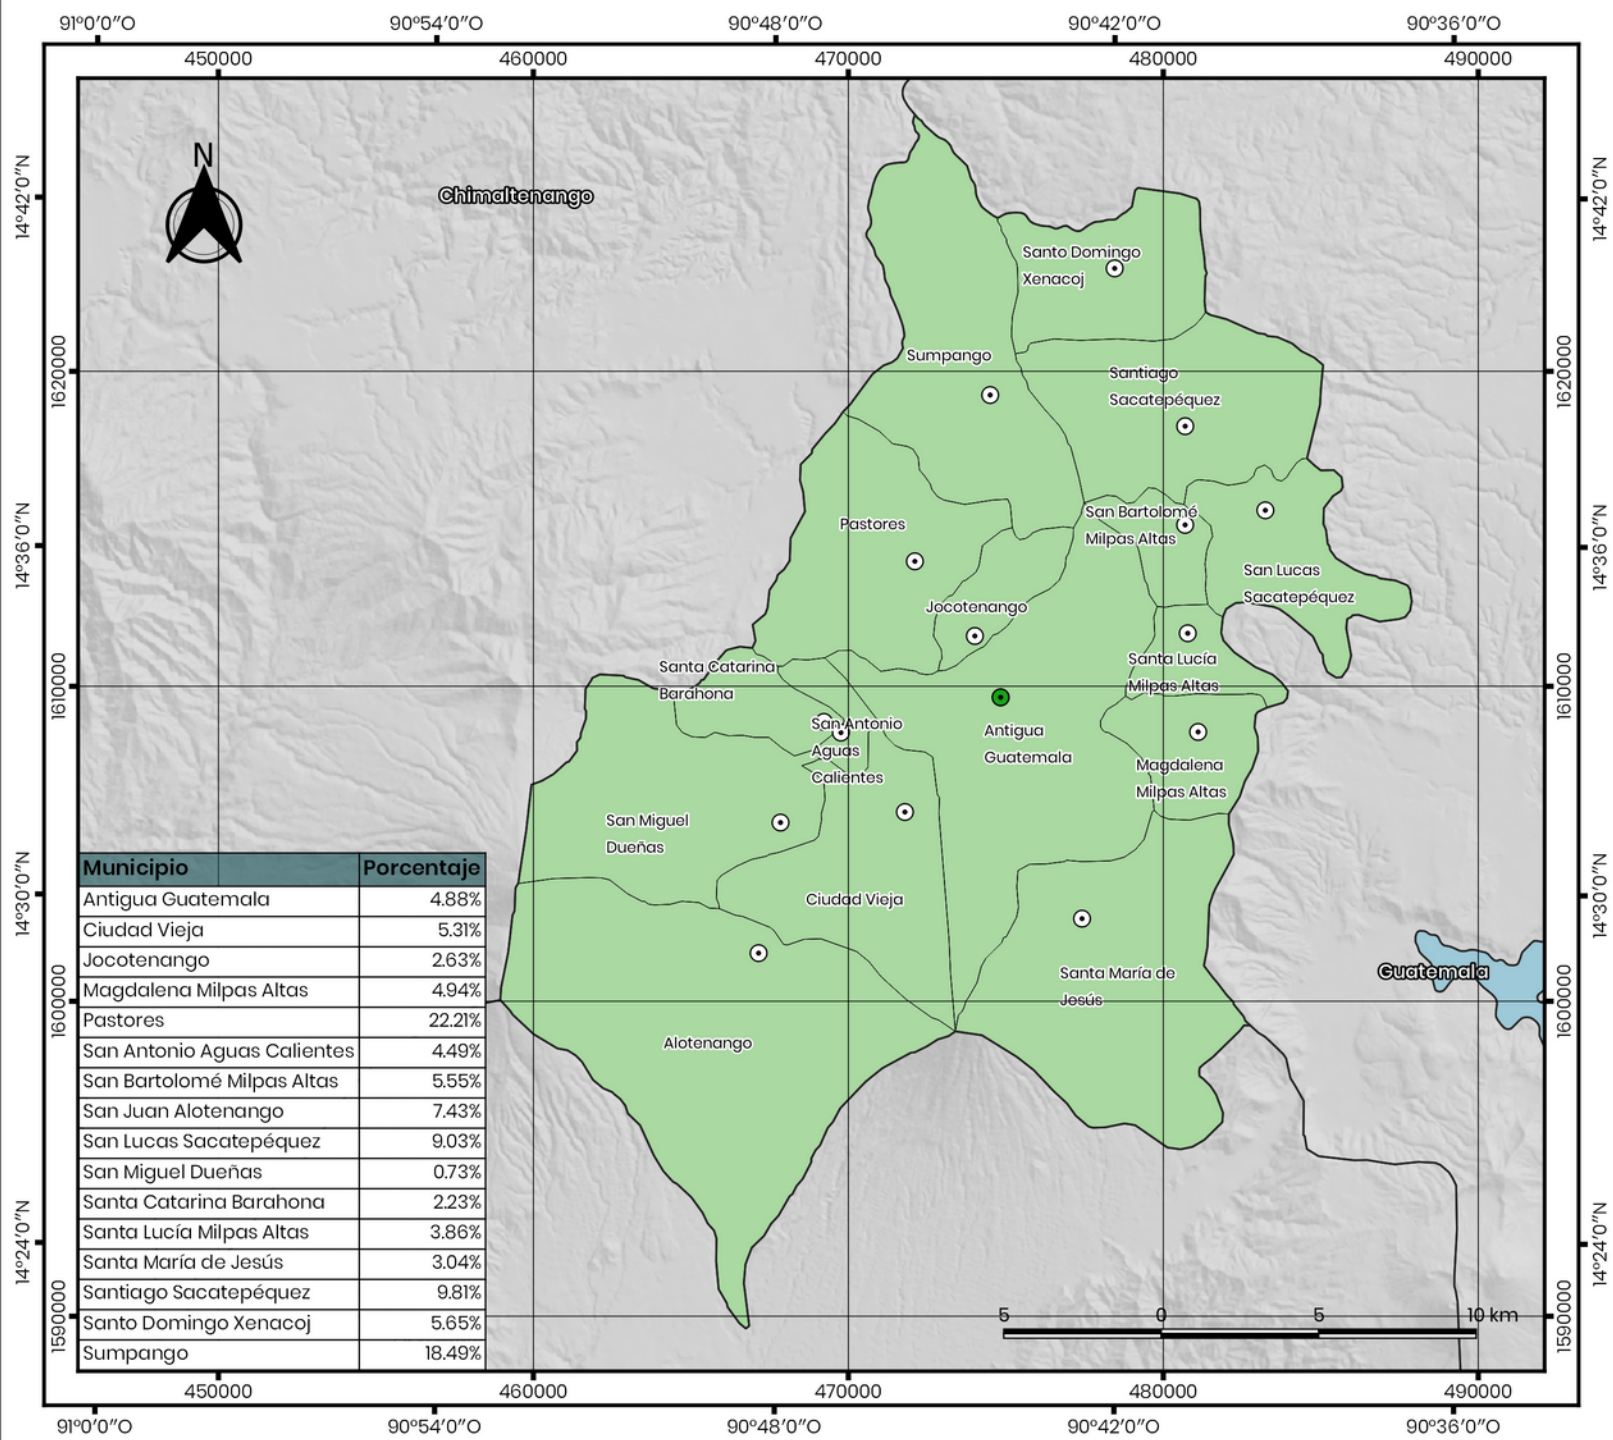 91°0'0"O 90°54'0"O 90°48'0"O 90°42'0"O 90°36'0"O
450000 460000 470000 480000 490000
14°42'0"N
14°36'0"N
14°30'0"N
14°24'0"N
1620000
1610000
1600000
1590000
N
Chimaltenango
Santo Domingo
Xenacoj
Sumpango
Santiago
Sacatepéquez
Pastores
San Bartolomé
Milpas Altas
San Lucas
Sacatepéquez
Jocotenango
Santa Catarina
Barahona
Santa Lucía
Milpas Altas
San Antonio
Aguas
Calientes
Antigua
Guatemala
Magdalena
Milpas Altas
San Miguel
Dueñas
Ciudad Vieja
Santa María de
Jesús
Alotenango
Guatemala
Municipio Porcentaje
Antigua Guatemala 4.88%
Ciudad Vieja 5.31%
Jocotenango 2.63%
Magdalena Milpas Altas 4.94%
Pastores 22.21%
San Antonio Aguas Calientes 4.49%
San Bartolomé Milpas Altas 5.55%
San Juan Alotenango 7.43%
San Lucas Sacatepéquez 9.03%
San Miguel Dueñas 0.73%
Santa Catarina Barahona 2.23%
Santa Lucía Milpas Altas 3.86%
Santa María de Jesús 3.04%
Santiago Sacatepéquez 9.81%
Santo Domingo Xenacoj 5.65%
Sumpango 18.49%
5 0 5 10 km
1620000
1610000
1600000
1590000
14°42'0"N
14°36'0"N
14°30'0"N
14°24'0"N
450000 460000 470000 480000 490000
91°0'0"O 90°54'0"O 90°48'0"O 90°42'0"O 90°36'0"O